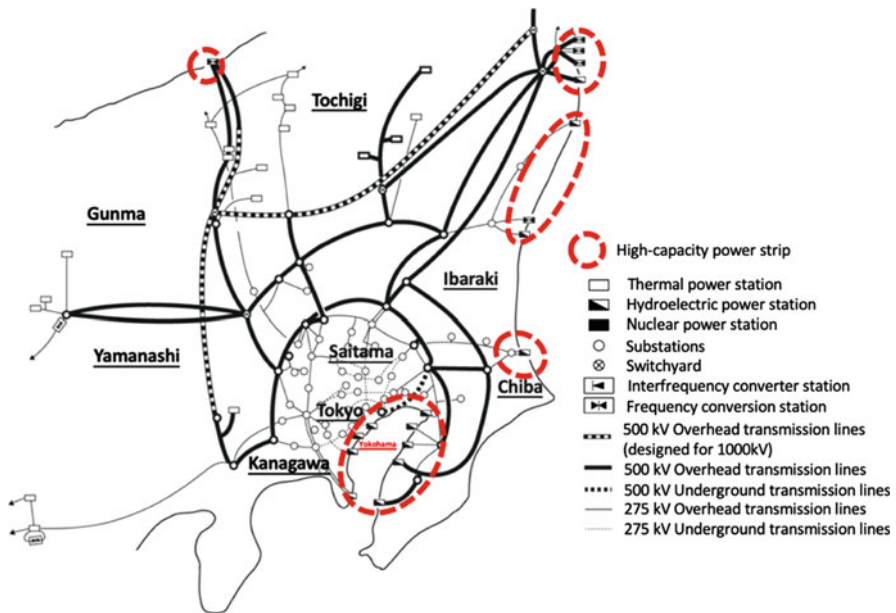 Tochigi
Gunma
Ibaraki
Yamanashi
Saitama
Chiba
Tokyo
Yokohama
Kanagawa
High-capacity power strip
Thermal power station
Hydroelectric power station
Nuclear power station
Substations
Switchyard
Interfrequency converter station
Frequency conversion station
500 kV Overhead transmission lines
(designed for 1000kV)
500 kV Overhead transmission lines
500 kV Underground transmission lines
275 kV Overhead transmission lines
275 kV Underground transmission lines